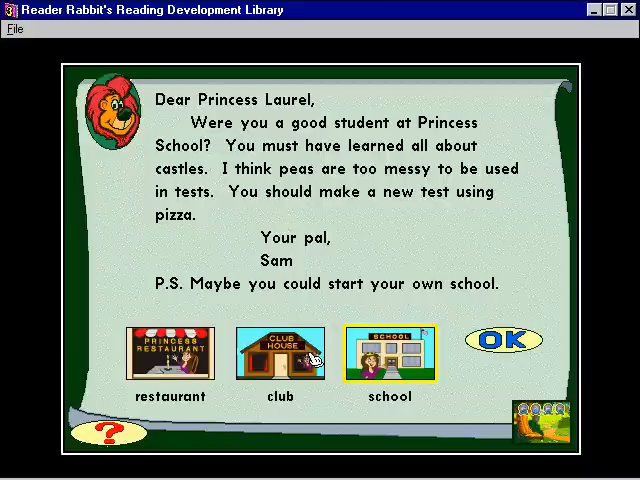 Reader Rabbit's Reading Development Library
File
Dear Princess Laurel,
Were you a good student at Princess
School? You must have learned all about
castles. I think peas are too messy to be used
in tests. You should make a new test using
pizza.
Your pal,
Sam
P.S. Maybe you could start your own school.
PRINCESS
RESTAURANT
CLUB
HOUSE
SCHOOL
OK
restaurant
club
school
?